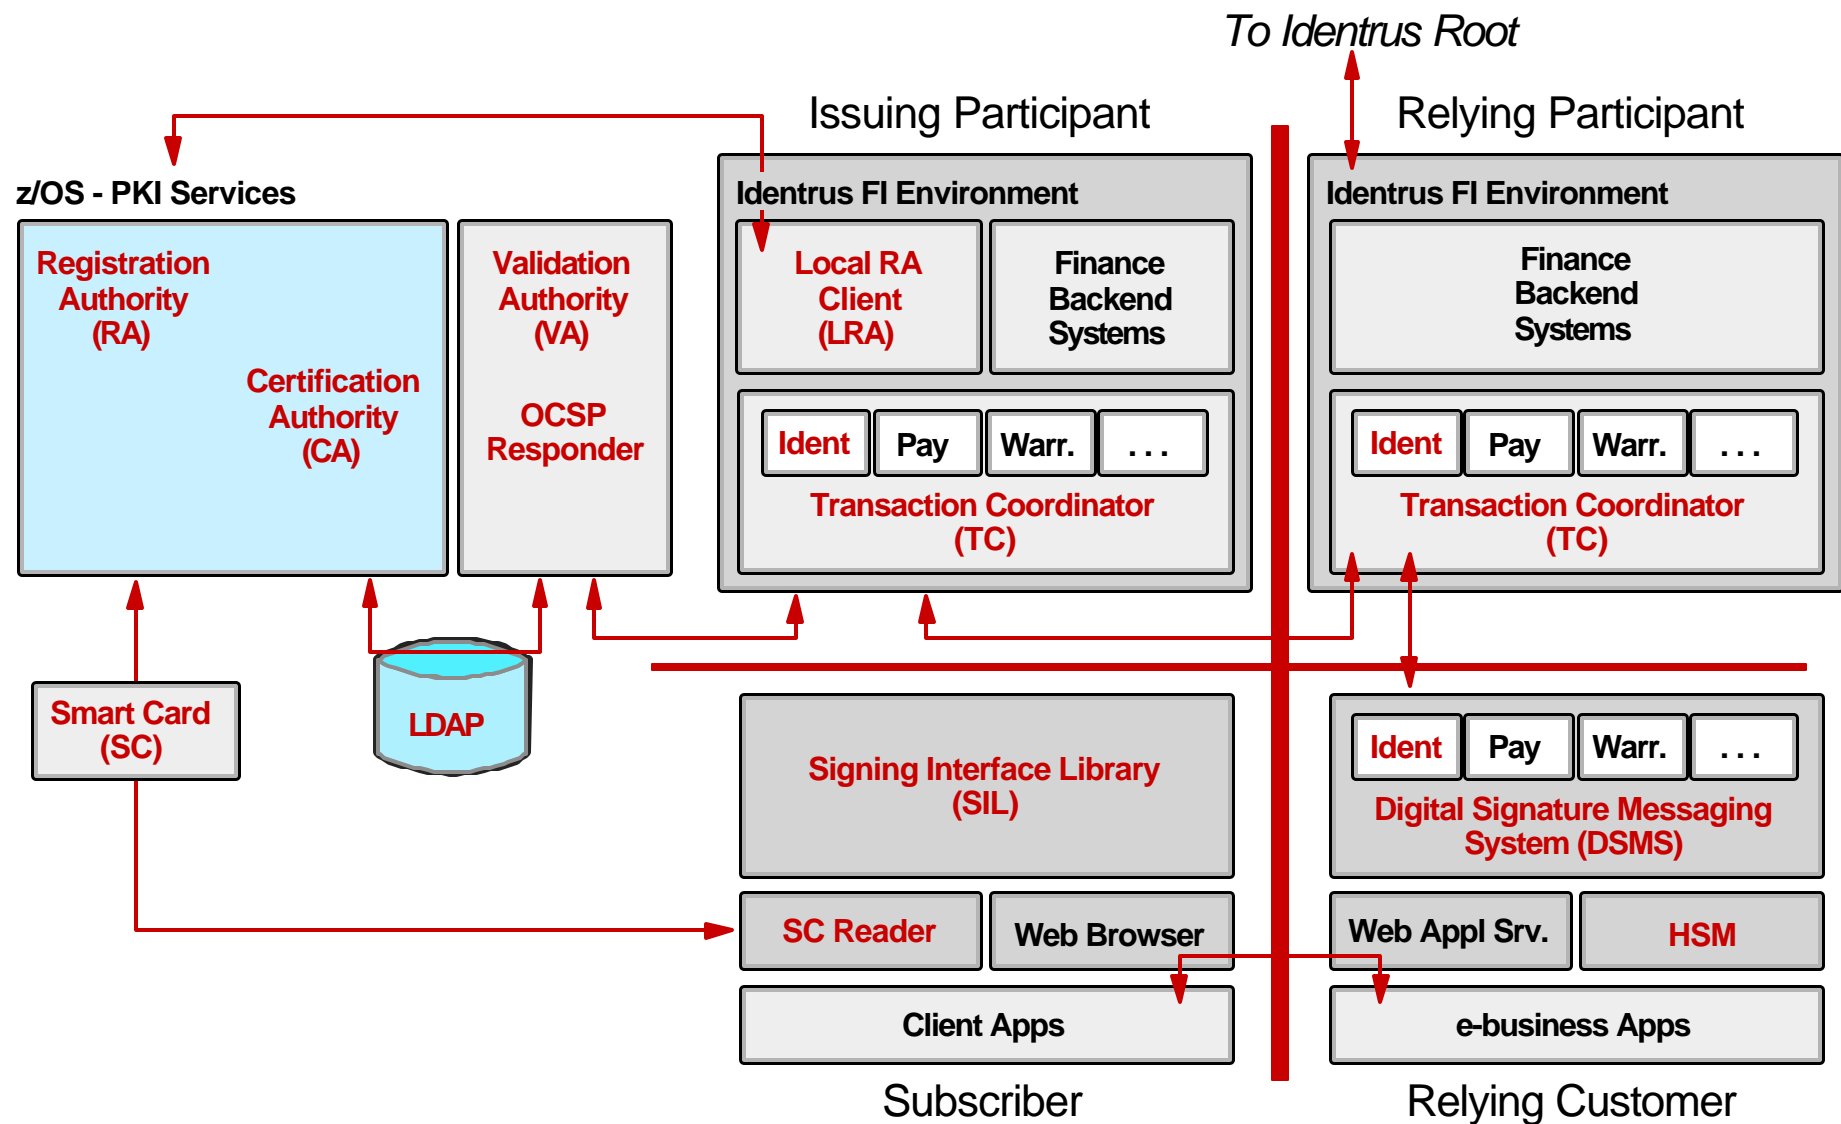 To Identrus Root
Issuing Participant
Relying Participant
z/OS - PKI Services
Registration
Authority
(RA)
Certification
Authority
(CA)
Validation
Authority
(VA)
OCSP
Responder
Identrus FI Environment
Local RA
Client
(LRA)
Finance
Backend
Systems
Ident
Pay
Warr.
. . .
Transaction Coordinator
(TC)
Identrus FI Environment
Finance
Backend
Systems
Ident
Pay
Warr.
. . .
Transaction Coordinator
(TC)
Smart Card
(SC)
LDAP
Signing Interface Library
(SIL)
SC Reader
Web Browser
Client Apps
Subscriber
Ident
Pay
Warr.
. . .
Digital Signature Messaging
System (DSMS)
Web Appl Srv.
HSM
e-business Apps
Relying Customer